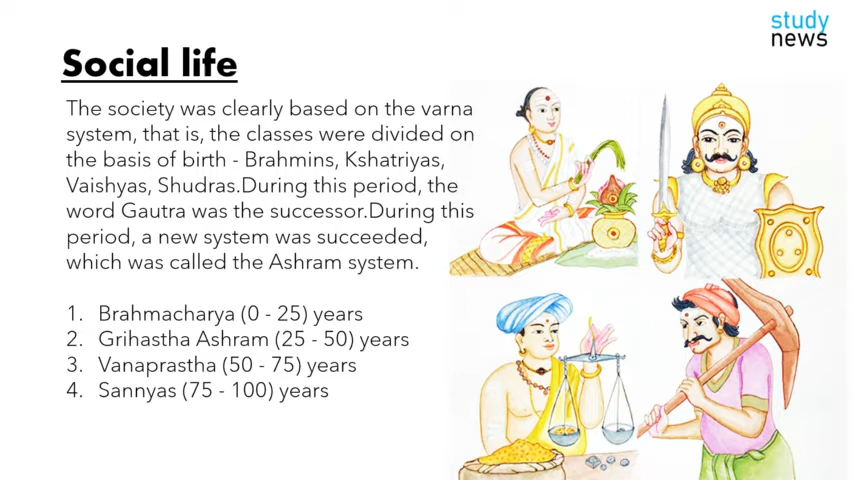 study
news
Social life
The society was clearly based on the varna
system, that is, the classes were divided on
the basis of birth - Brahmins, Kshatriyas,
Vaishyas, Shudras.During this period, the
word Gautra was the successor.During this
period, a new system was succeeded,
which was called the Ashram system.
1. Brahmacharya (0 - 25) years
2. Grihastha Ashram (25 - 50) years
3. Vanaprastha (50 - 75) years
4. Sannyas (75 - 100) years